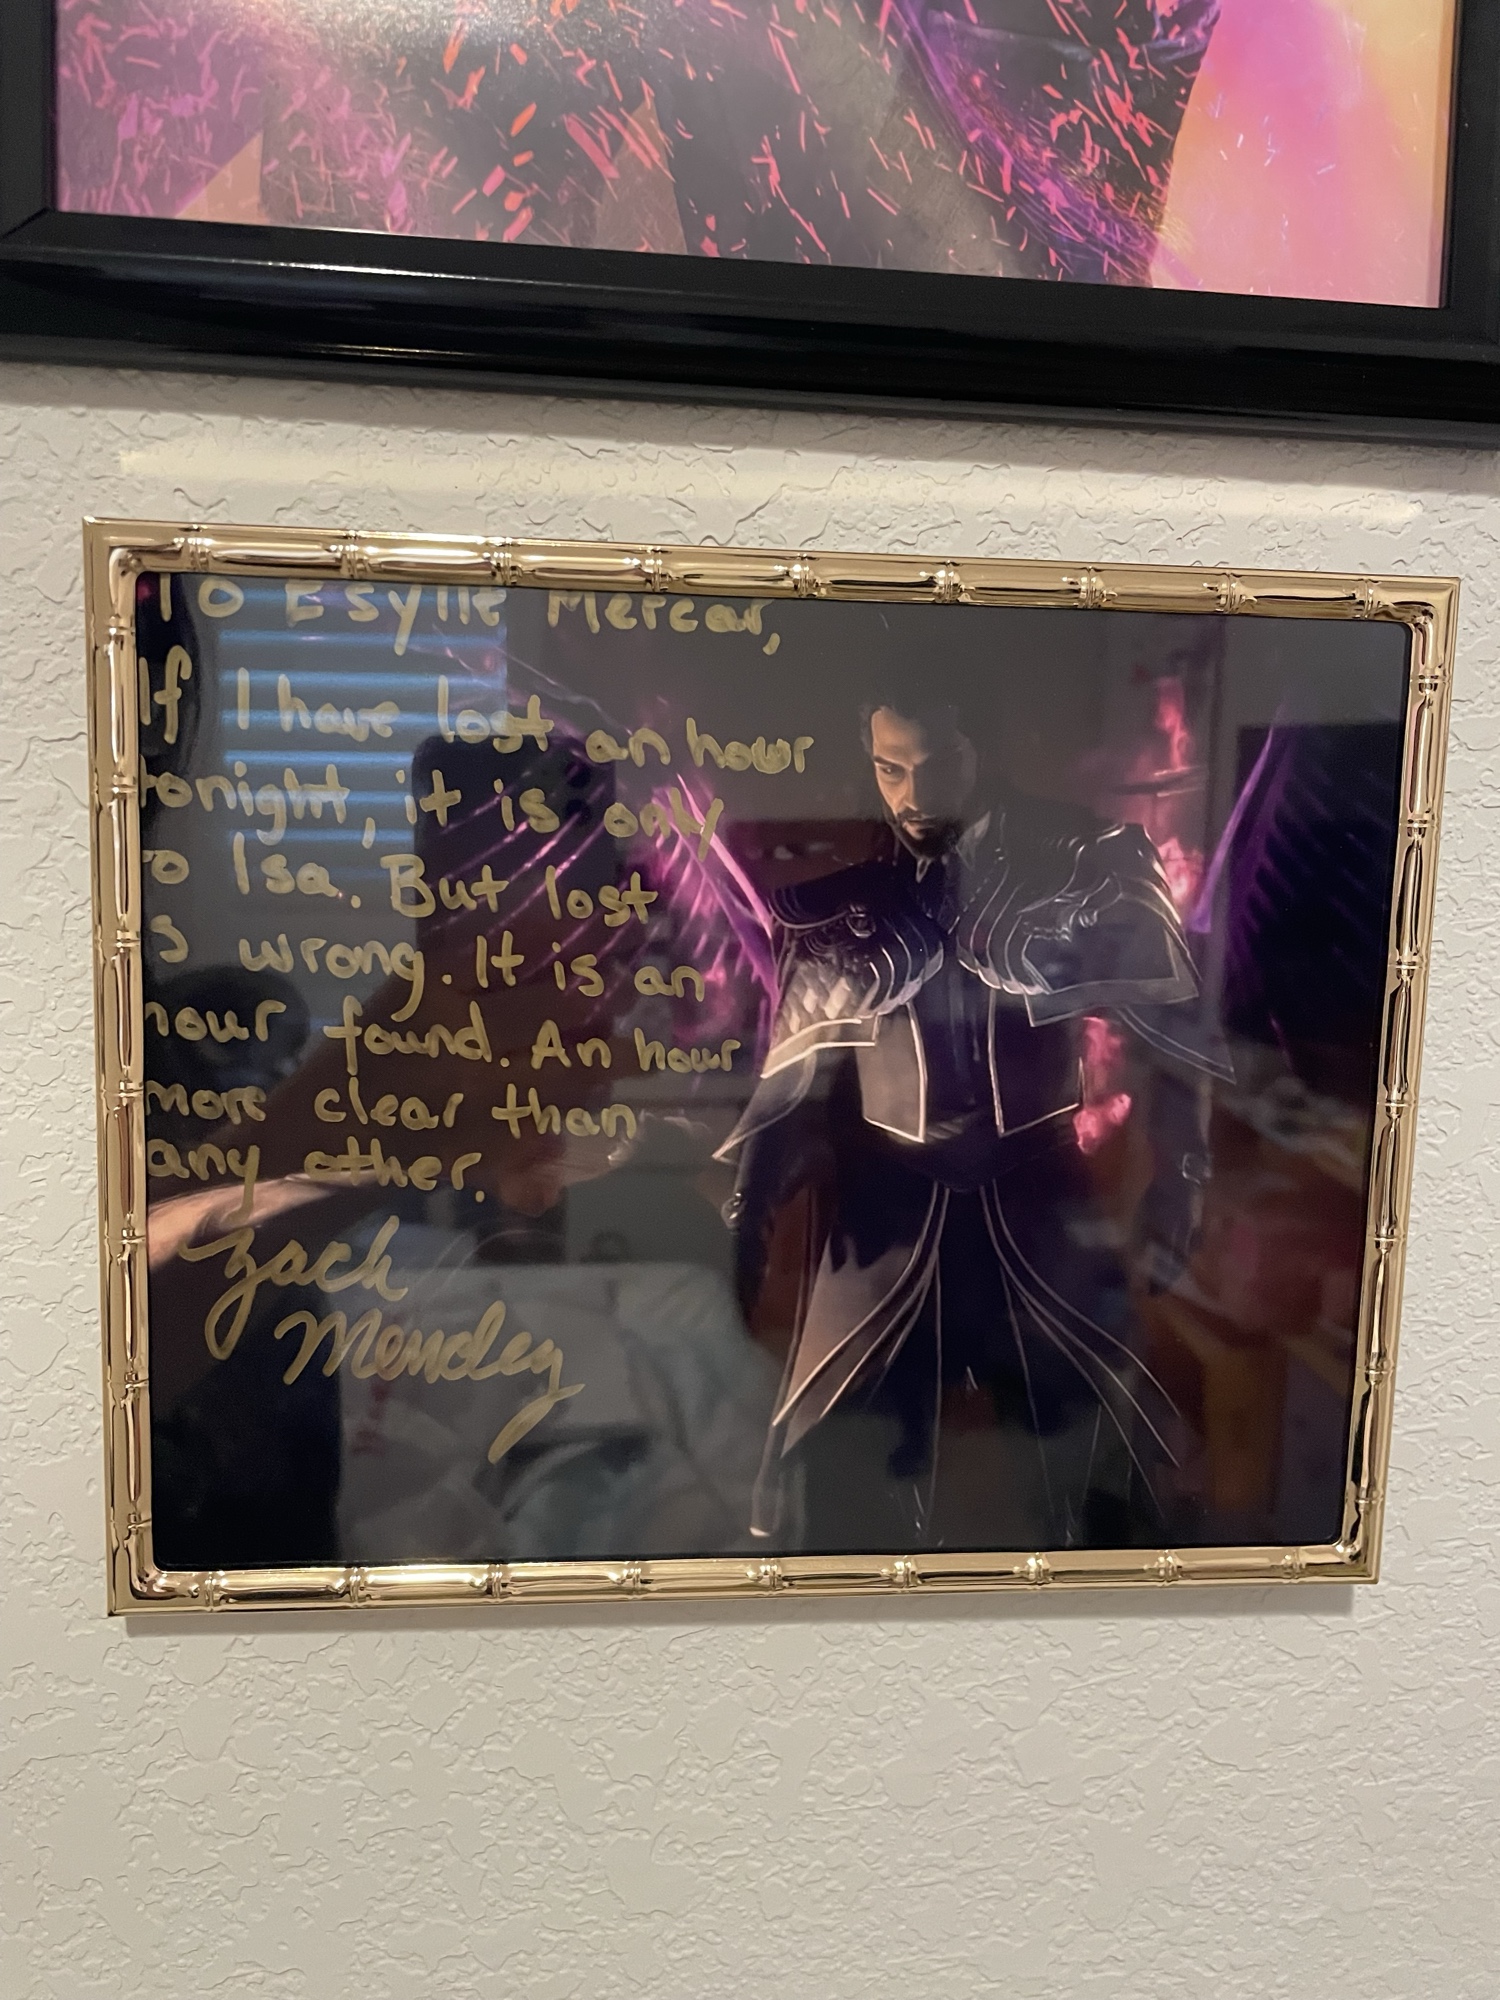 To Esylle Mercar,
If I have lost an hour
tonight, it is only
to Isa. But lost
is wrong. It is an
hour found. An hour
more clear than
any other.
Zach
Mendez